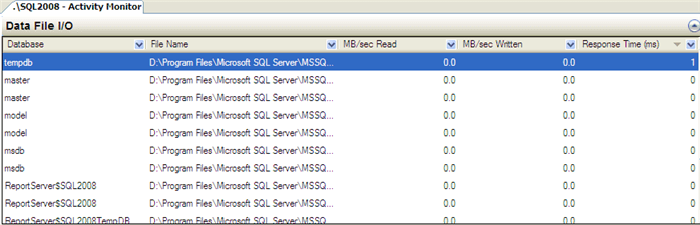 .\SQL2008 - Activity Monitor
Data File I/O
Database File Name MB/sec Read MB/sec Written Response Time (ms)
tempdb D:\Program Files\Microsoft SQL Server\MSSQ... 0.0 0.0 1
master D:\Program Files\Microsoft SQL Server\MSSQ... 0.0 0.0 0
master D:\Program Files\Microsoft SQL Server\MSSQ... 0.0 0.0 0
model D:\Program Files\Microsoft SQL Server\MSSQ... 0.0 0.0 0
model D:\Program Files\Microsoft SQL Server\MSSQ... 0.0 0.0 0
msdb D:\Program Files\Microsoft SQL Server\MSSQ... 0.0 0.0 0
msdb D:\Program Files\Microsoft SQL Server\MSSQ... 0.0 0.0 0
ReportServer$SQL2008 D:\Program Files\Microsoft SQL Server\MSSQ... 0.0 0.0 0
ReportServer$SQL2008 D:\Program Files\Microsoft SQL Server\MSSQ... 0.0 0.0 0
ReportServer$SQL2008TempDB D:\Program Files\Microsoft SQL Server\MSSQ... 0.0 0.0 0